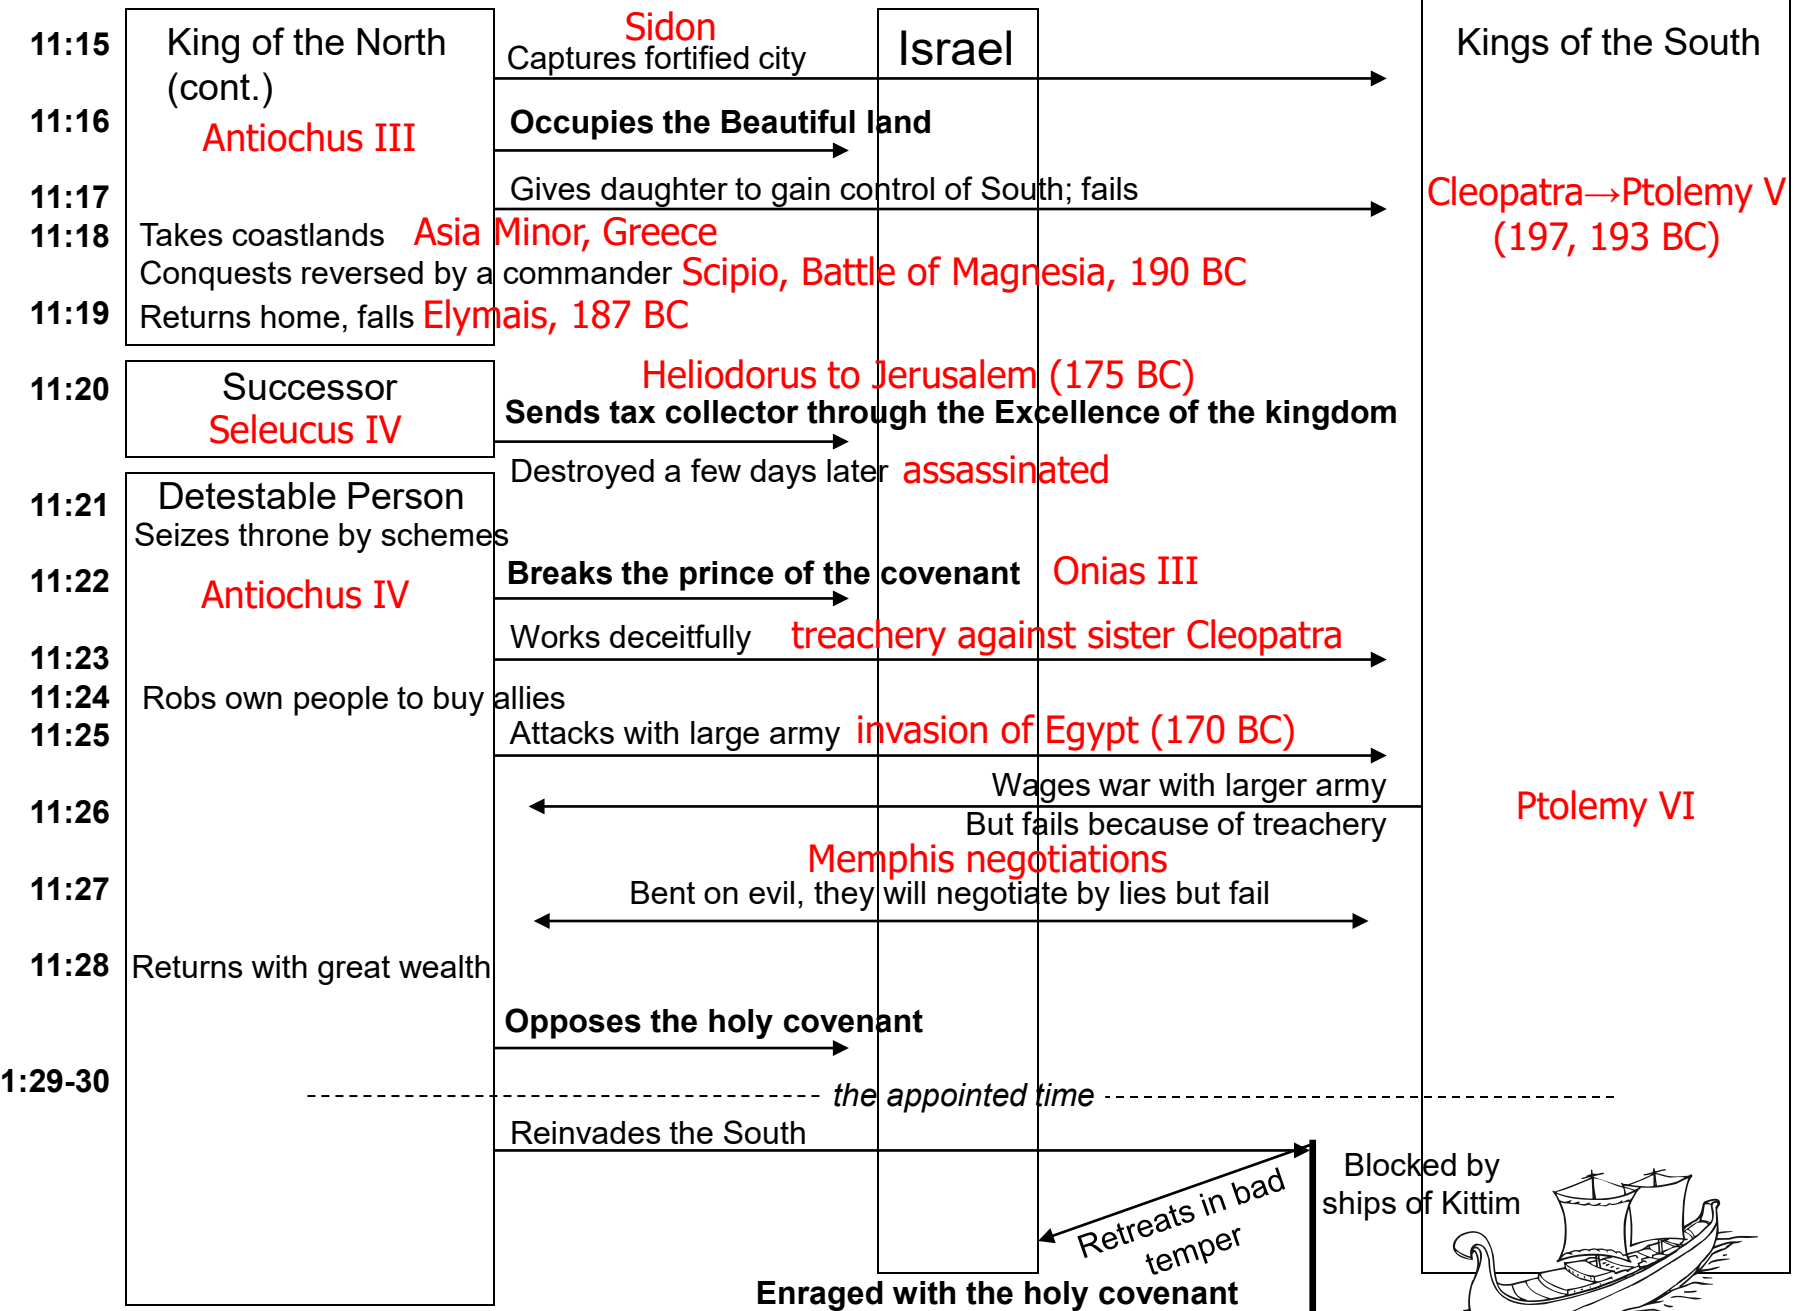 11:15
King of the North
(cont.)
Sidon
Captures fortified city
Israel
Kings of the South
11:16
Antiochus III
Occupies the Beautiful land
11:17
Gives daughter to gain control of South; fails
Cleopatra→Ptolemy V
(197, 193 BC)
11:18
Takes coastlands Asia Minor, Greece
Conquests reversed by a commander Scipio, Battle of Magnesia, 190 BC
11:19
Returns home, falls Elymais, 187 BC
11:20
Successor
Seleucus IV
Heliodorus to Jerusalem (175 BC)
Sends tax collector through the Excellence of the kingdom
Destroyed a few days later assassinated
11:21
Detestable Person
Seizes throne by schemes
11:22
Antiochus IV
Breaks the prince of the covenant Onias III
Works deceitfully treachery against sister Cleopatra
11:23
11:24
Robs own people to buy allies
11:25
Attacks with large army invasion of Egypt (170 BC)
Wages war with larger army
11:26
But fails because of treachery
Ptolemy VI
Memphis negotiations
11:27
Bent on evil, they will negotiate by lies but fail
11:28
Returns with great wealth
Opposes the holy covenant
1:29-30
the appointed time
Reinvades the South
Blocked by
ships of Kittim
Retreats in bad
temper
Enraged with the holy covenant